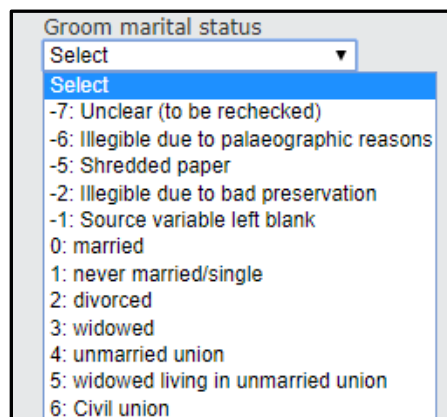 Groom marital status
Select
Select
-7: Unclear (to be rechecked)
-6: Illegible due to palaeographic reasons
-5: Shredded paper
-2: Illegible due to bad preservation
-1: Source variable left blank
0: married
1: never married/single
2: divorced
3: widowed
4: unmarried union
5: widowed living in unmarried union
6: Civil union